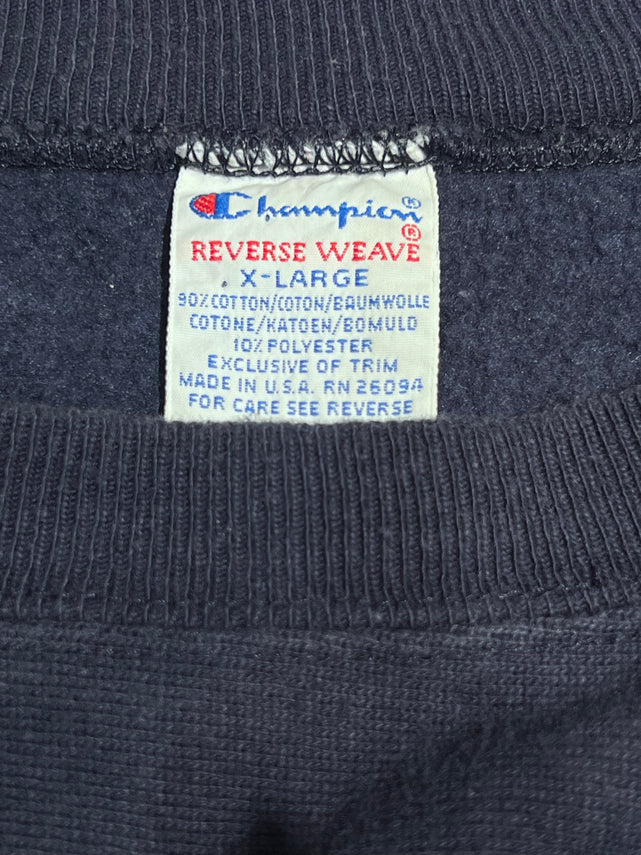 Champion®
REVERSE WEAVE®
X-LARGE
90% COTTON/COTON/BAUMWOLLE
COTONE/KATOEN/BOMULD
10% POLYESTER
EXCLUSIVE OF TRIM
MADE IN U.S.A. RN 26094
FOR CARE SEE REVERSE